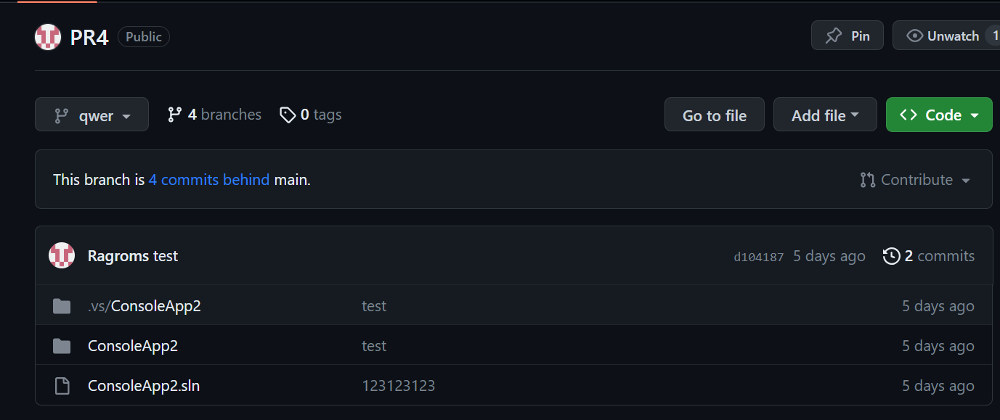 PR4 Public Pin Unwatch 1
qwer 4 branches 0 tags Go to file Add file Code
This branch is 4 commits behind main. Contribute
Ragroms test d104187 5 days ago 2 commits
.vs/ConsoleApp2 test 5 days ago
ConsoleApp2 test 5 days ago
ConsoleApp2.sln 123123123 5 days ago